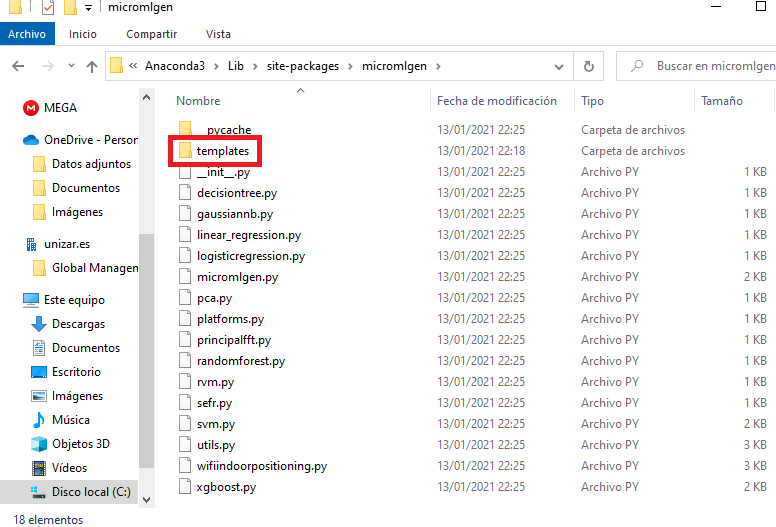 micromlgen
Archivo Inicio Compartir Vista
« Anaconda3 › Lib › site-packages › micromlgen › Buscar en micromlgen
Nombre Fecha de modificación Tipo Tamaño
MEGA
OneDrive - Person
Datos adjuntos
Documentos
Imágenes
unizar.es
Global Managen
Este equipo
Descargas
Documentos
Escritorio
Imágenes
Música
Objetos 3D
Vídeos
Disco local (C:)
__pycache__ 13/01/2021 22:25 Carpeta de archivos
templates 13/01/2021 22:18 Carpeta de archivos
__init__.py 13/01/2021 22:25 Archivo PY 1 KB
decisiontree.py 13/01/2021 22:25 Archivo PY 1 KB
gaussiannb.py 13/01/2021 22:25 Archivo PY 1 KB
linear_regression.py 13/01/2021 22:25 Archivo PY 1 KB
logisticregression.py 13/01/2021 22:25 Archivo PY 1 KB
micromlgen.py 13/01/2021 22:25 Archivo PY 2 KB
pca.py 13/01/2021 22:25 Archivo PY 1 KB
platforms.py 13/01/2021 22:25 Archivo PY 1 KB
principalfft.py 13/01/2021 22:25 Archivo PY 1 KB
randomforest.py 13/01/2021 22:25 Archivo PY 1 KB
rvm.py 13/01/2021 22:25 Archivo PY 1 KB
sefr.py 13/01/2021 22:25 Archivo PY 1 KB
svm.py 13/01/2021 22:25 Archivo PY 2 KB
utils.py 13/01/2021 22:25 Archivo PY 2 KB
wifiindoorpositioning.py 13/01/2021 22:25 Archivo PY 1 KB
xgboost.py 13/01/2021 22:25 Archivo PY 1 KB
18 elementos